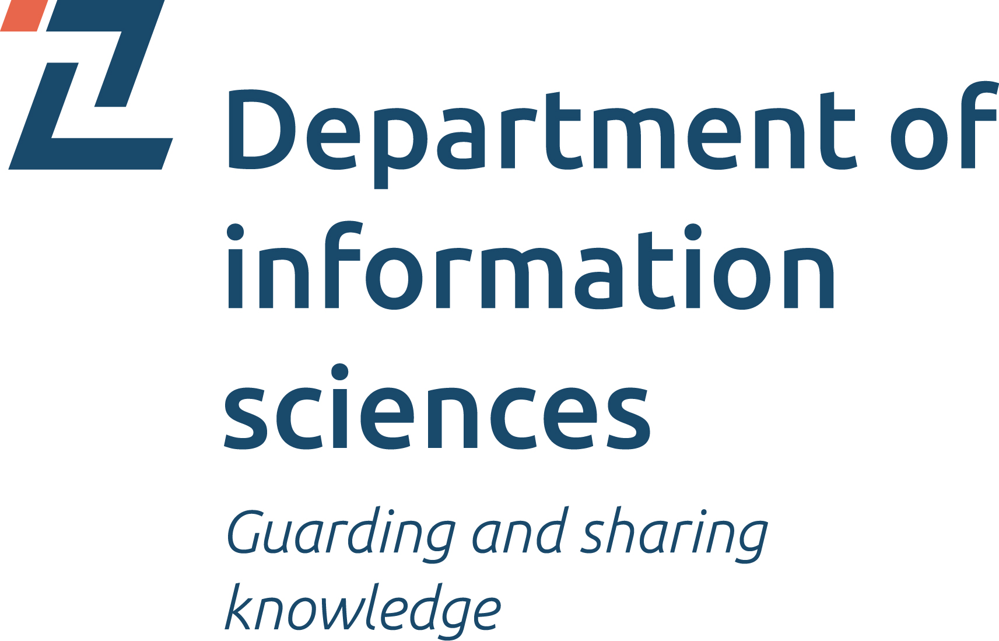 Department of
information
sciences
Guarding and sharing
knowledge